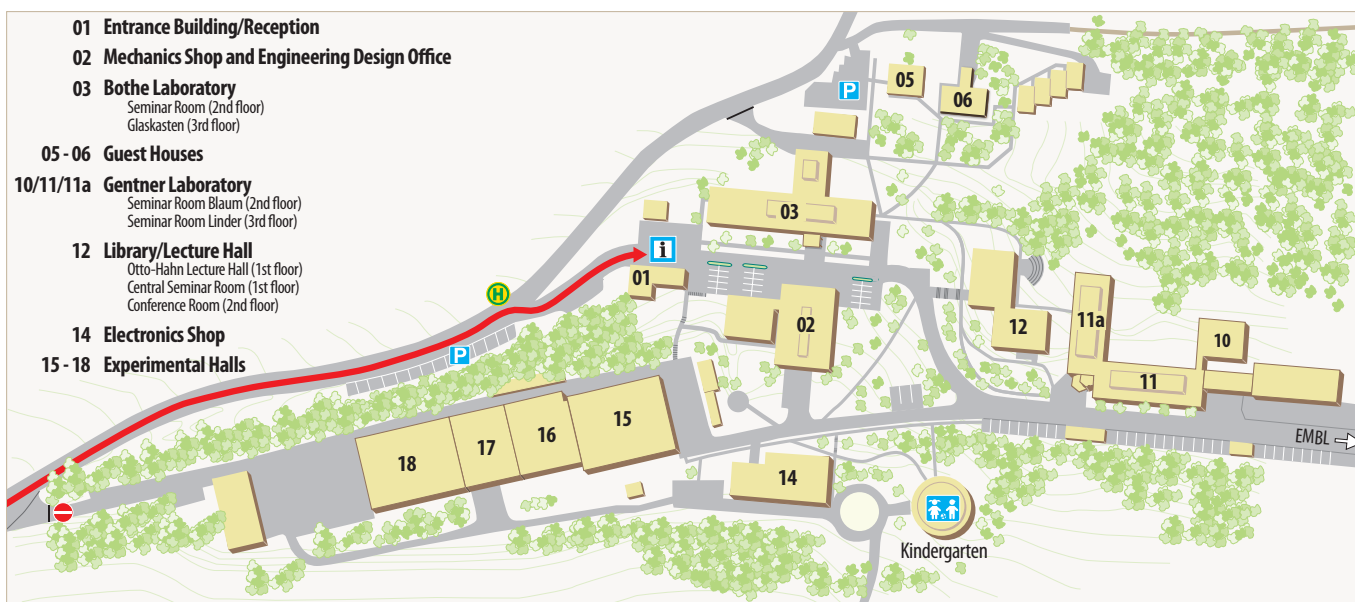 01 Entrance Building/Reception
02 Mechanics Shop and Engineering Design Office
03 Bothe Laboratory
Seminar Room (2nd floor)
Glaskasten (3rd floor)
05 - 06 Guest Houses
10/11/11a Gentner Laboratory
Seminar Room Blaum (2nd floor)
Seminar Room Linder (3rd floor)
12 Library/Lecture Hall
Otto-Hahn Lecture Hall (1st floor)
Central Seminar Room (1st floor)
Conference Room (2nd floor)
14 Electronics Shop
15 - 18 Experimental Halls
P
05
06
03
i
01
H
02
12
11a
10
11
P
EMBL
15
16
17
18
14
Kindergarten